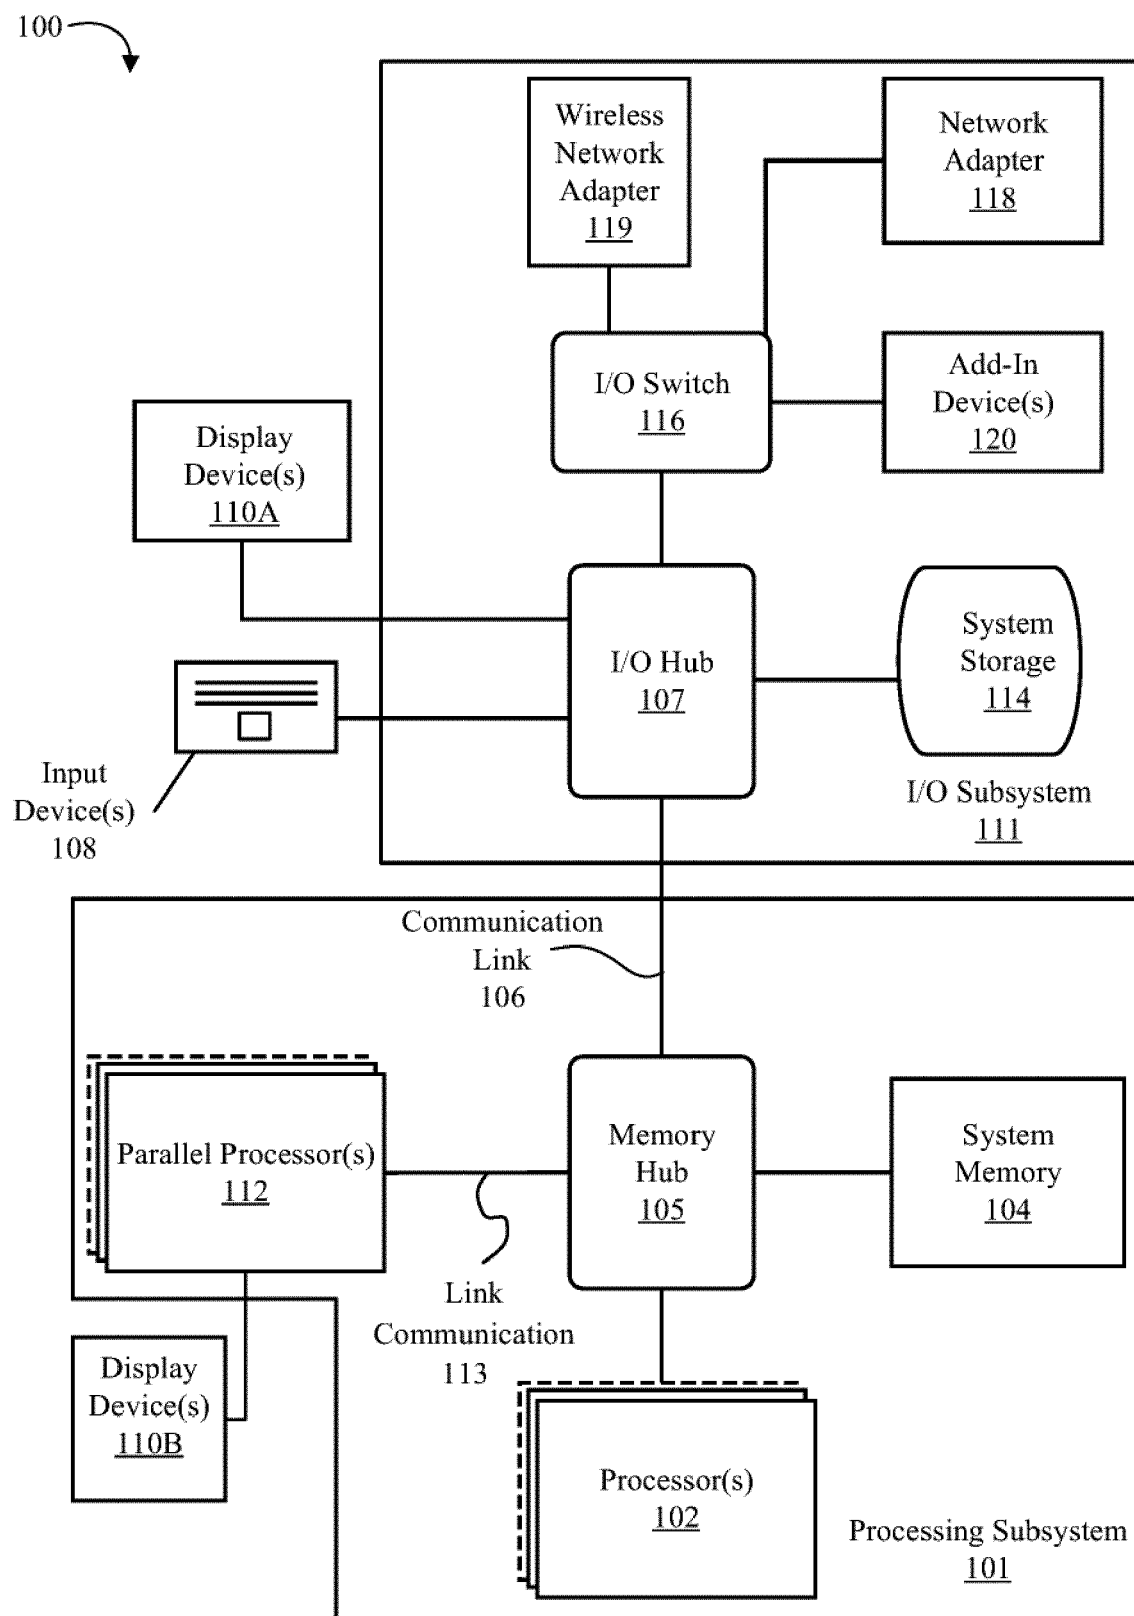 100
Wireless
Network
Adapter
119
Network
Adapter
118
I/O Switch
116
Add-In
Device(s)
120
Display
Device(s)
110A
I/O Hub
107
System
Storage
114
Input
Device(s)
108
I/O Subsystem
111
Communication
Link
106
Parallel Processor(s)
112
Memory
Hub
105
System
Memory
104
Link
Communication
113
Display
Device(s)
110B
Processor(s)
102
Processing Subsystem
101